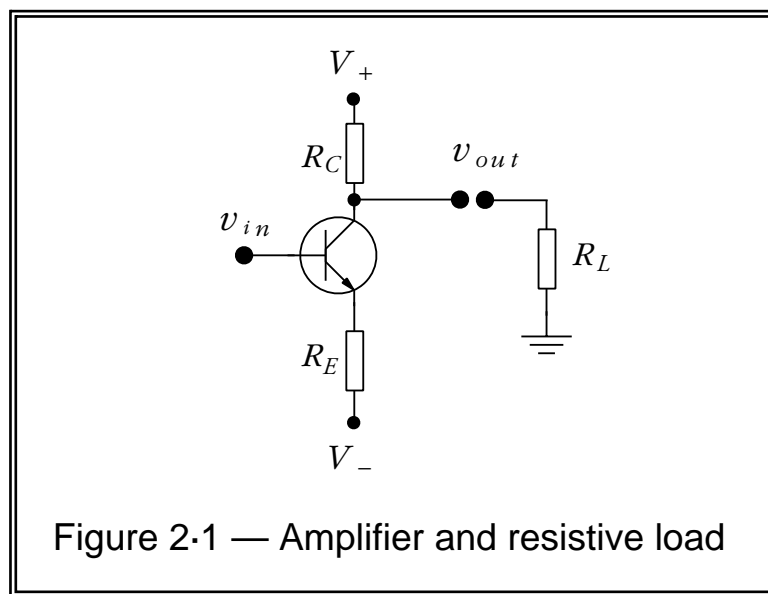 V+
RC
vout
vin
RL
RE
V−
Figure 2·1 — Amplifier and resistive load